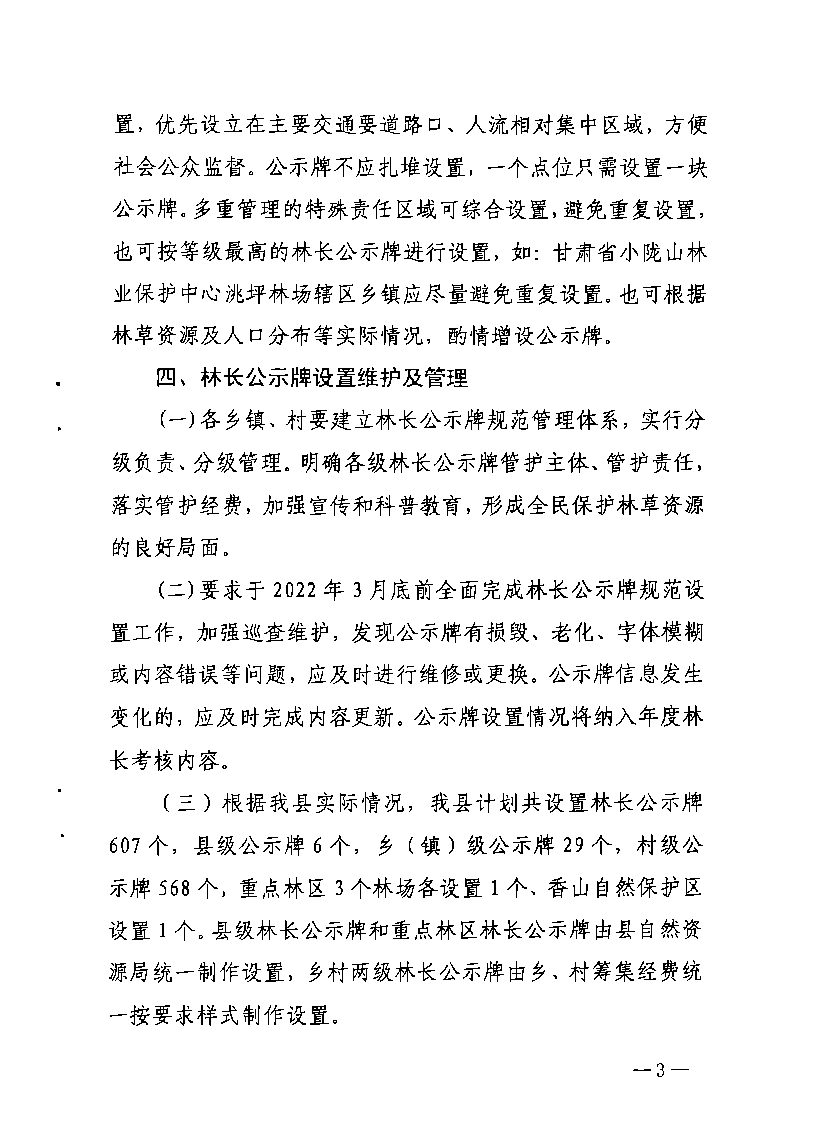 置，优先设立在主要交通要道路口、人流相对集中区域，方便
社会公众监督。公示牌不应扎堆设置，一个点位只需设置一块
公示牌。多重管理的特殊责任区域可综合设置，避免重复设置，
也可按等级最高的林长公示牌进行设置，如：甘肃省小陇山林
业保护中心洮坪林场辖区乡镇应尽量避免重复设置。也可根据
林草资源及人口分布等实际情况，酌情增设公示牌。
四、林长公示牌设置维护及管理
（一）各乡镇、村要建立林长公示牌规范管理体系，实行分
级负责、分级管理。明确各级林长公示牌管护主体、管护责任，
落实管护经费，加强宣传和科普教育，形成全民保护林草资源
的良好局面。
（二）要求于 2022 年 3 月底前全面完成林长公示牌规范设
置工作，加强巡查维护，发现公示牌有损毁、老化、字体模糊
或内容错误等问题，应及时进行维修或更换。公示牌信息发生
变化的，应及时完成内容更新。公示牌设置情况将纳入年度林
长考核内容。
（三）根据我县实际情况，我县计划共设置林长公示牌
607 个，县级公示牌 6 个，乡（镇）级公示牌 29 个，村级公
示牌 568 个，重点林区 3 个林场各设置 1 个、香山自然保护区
设置 1 个。县级林长公示牌和重点林区林长公示牌由县自然资
源局统一制作设置，乡村两级林长公示牌由乡、村筹集经费统
一按要求样式制作设置。
—3—